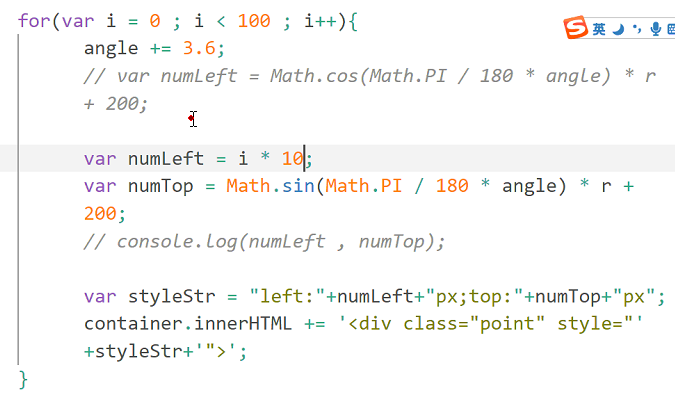 for(var i = 0 ; i < 100 ; i++){
angle += 3.6;
// var numLeft = Math.cos(Math.PI / 180 * angle) * r
+ 200;
var numLeft = i * 10;
var numTop = Math.sin(Math.PI / 180 * angle) * r +
200;
// console.log(numLeft , numTop);
var styleStr = "left:"+numLeft+"px;top:"+numTop+"px";
container.innerHTML += '<div class="point" style="'
+styleStr+'">';
}
S 英